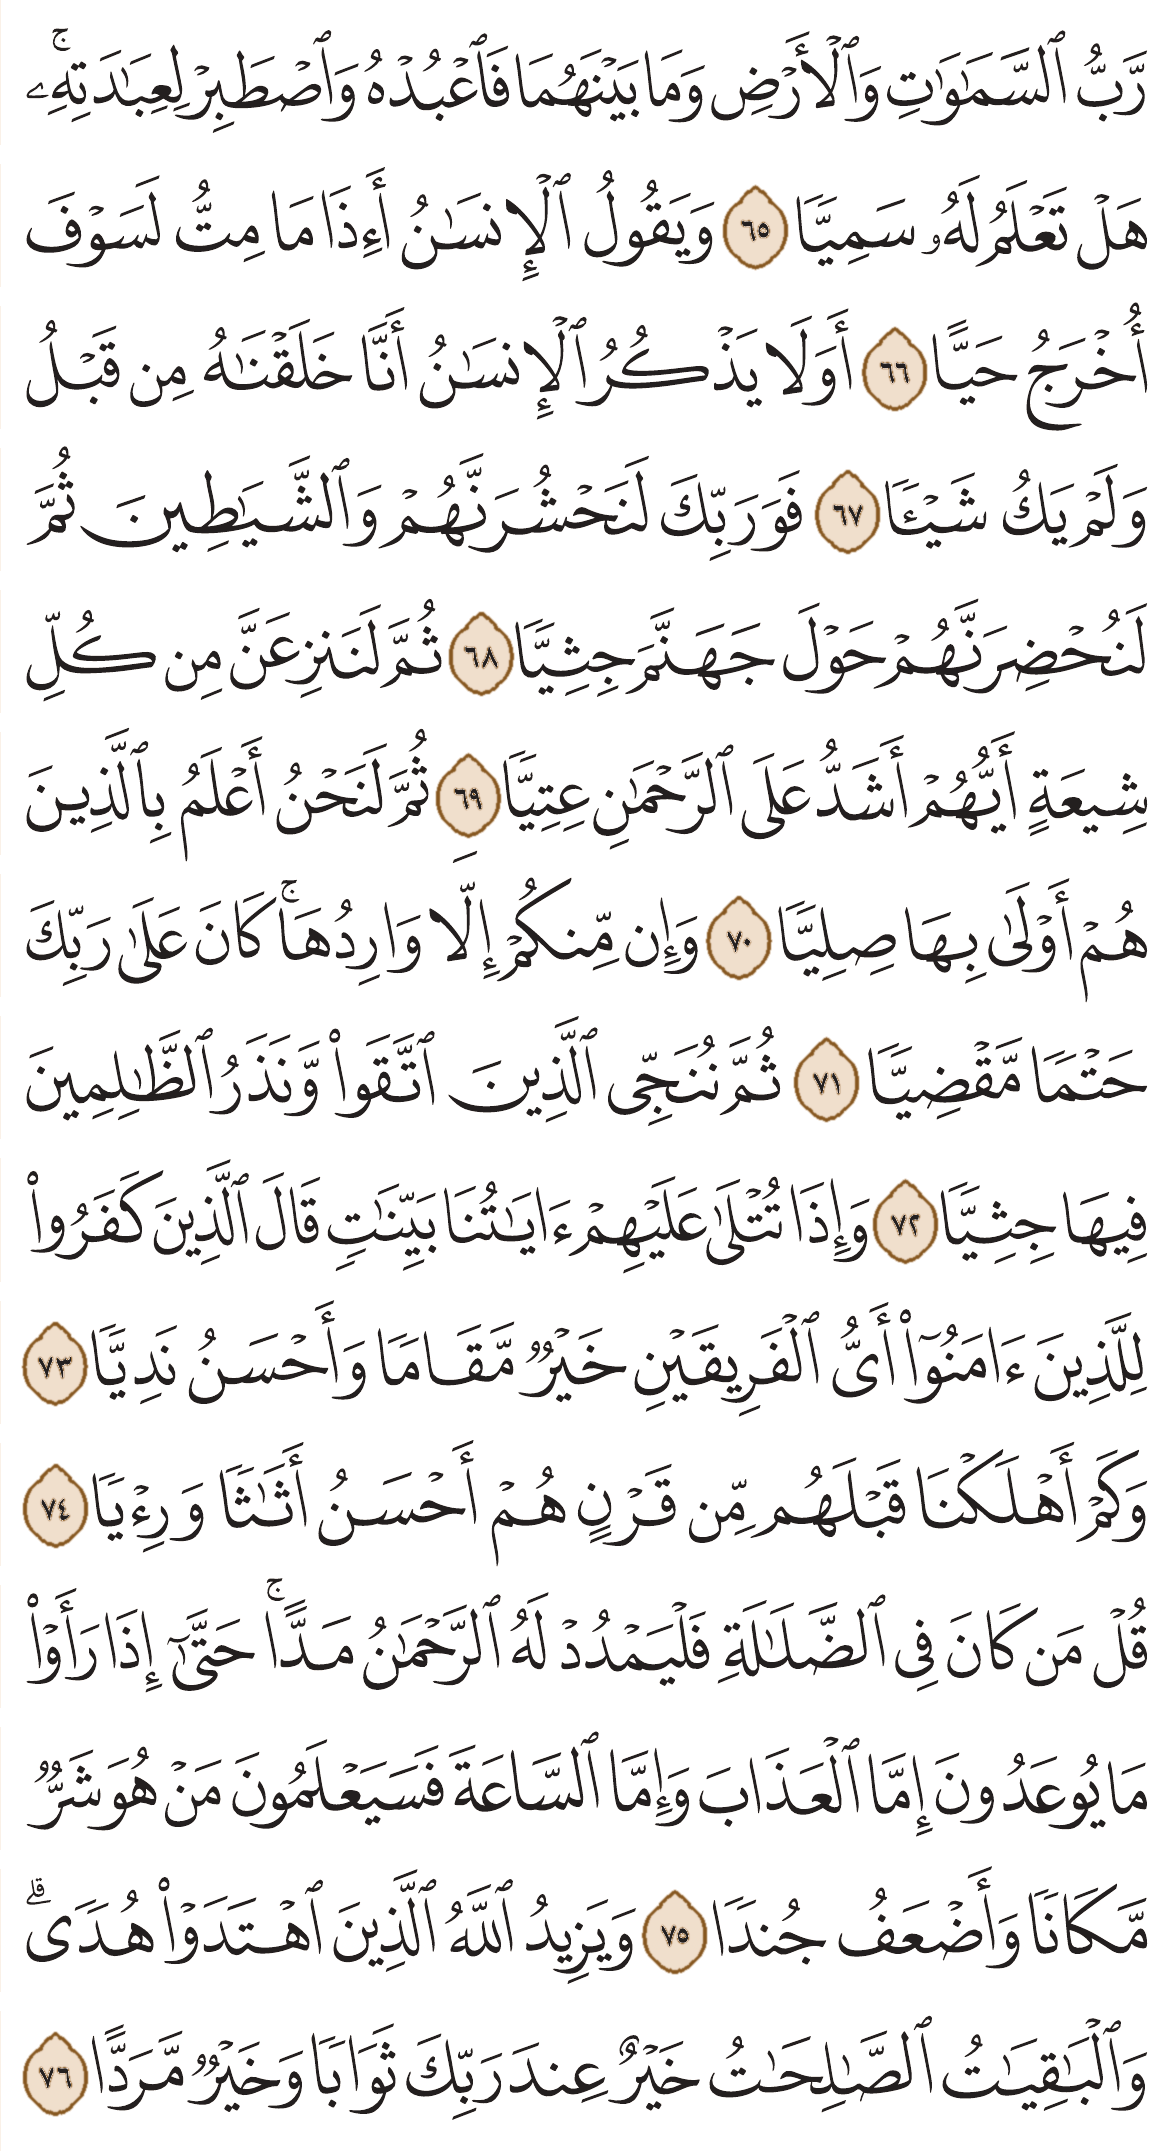 رَّبُّ ٱلسَّمَٰوَٰتِ وَٱلْأَرْضِ وَمَا بَيْنَهُمَا فَٱعْبُدْهُ وَٱصْطَبِرْ لِعِبَٰدَتِهِۦ ۚ
هَلْ تَعْلَمُ لَهُۥ سَمِيًّا ٦٥ وَيَقُولُ ٱلْإِنسَٰنُ أَءِذَا مَا مِتُّ لَسَوْفَ
أُخْرَجُ حَيًّا ٦٦ أَوَلَا يَذْكُرُ ٱلْإِنسَٰنُ أَنَّا خَلَقْنَٰهُ مِن قَبْلُ
وَلَمْ يَكُ شَيْـًٔا ٦٧ فَوَرَبِّكَ لَنَحْشُرَنَّهُمْ وَٱلشَّيَٰطِينَ ثُمَّ
لَنُحْضِرَنَّهُمْ حَوْلَ جَهَنَّمَ جِثِيًّا ٦٨ ثُمَّ لَنَنزِعَنَّ مِن كُلِّ
شِيعَةٍ أَيُّهُمْ أَشَدُّ عَلَى ٱلرَّحْمَٰنِ عِتِيًّا ٦٩ ثُمَّ لَنَحْنُ أَعْلَمُ بِٱلَّذِينَ
هُمْ أَوْلَىٰ بِهَا صِلِيًّا ٧٠ وَإِن مِّنكُمْ إِلَّا وَارِدُهَا ۚ كَانَ عَلَىٰ رَبِّكَ
حَتْمًا مَّقْضِيًّا ٧١ ثُمَّ نُنَجِّى ٱلَّذِينَ ٱتَّقَوا۟ وَّنَذَرُ ٱلظَّٰلِمِينَ
فِيهَا جِثِيًّا ٧٢ وَإِذَا تُتْلَىٰ عَلَيْهِمْ ءَايَٰتُنَا بَيِّنَٰتٍ قَالَ ٱلَّذِينَ كَفَرُوا۟
لِلَّذِينَ ءَامَنُوٓا۟ أَىُّ ٱلْفَرِيقَيْنِ خَيْرٌ مَّقَامًا وَأَحْسَنُ نَدِيًّا ٧٣
وَكَمْ أَهْلَكْنَا قَبْلَهُم مِّن قَرْنٍ هُمْ أَحْسَنُ أَثَٰثًا وَرِءْيًا ٧٤
قُلْ مَن كَانَ فِى ٱلضَّلَٰلَةِ فَلْيَمْدُدْ لَهُ ٱلرَّحْمَٰنُ مَدًّا ۚ حَتَّىٰٓ إِذَا رَأَوْا۟
مَا يُوعَدُونَ إِمَّا ٱلْعَذَابَ وَإِمَّا ٱلسَّاعَةَ فَسَيَعْلَمُونَ مَنْ هُوَ شَرٌّ
مَّكَانًا وَأَضْعَفُ جُندًا ٧٥ وَيَزِيدُ ٱللَّهُ ٱلَّذِينَ ٱهْتَدَوْا۟ هُدًى ۗ
وَٱلْبَٰقِيَٰتُ ٱلصَّٰلِحَٰتُ خَيْرٌ عِندَ رَبِّكَ ثَوَابًا وَخَيْرٌ مَّرَدًّا ٧٦